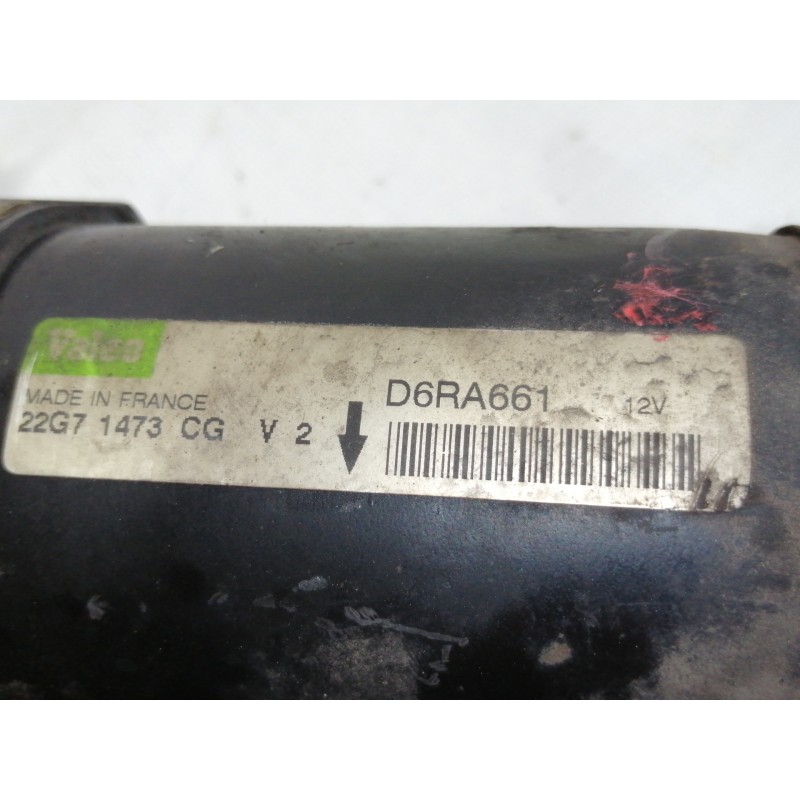 Valeo
MADE IN FRANCE
22G7 1473 CG V 2
D6RA661 12V